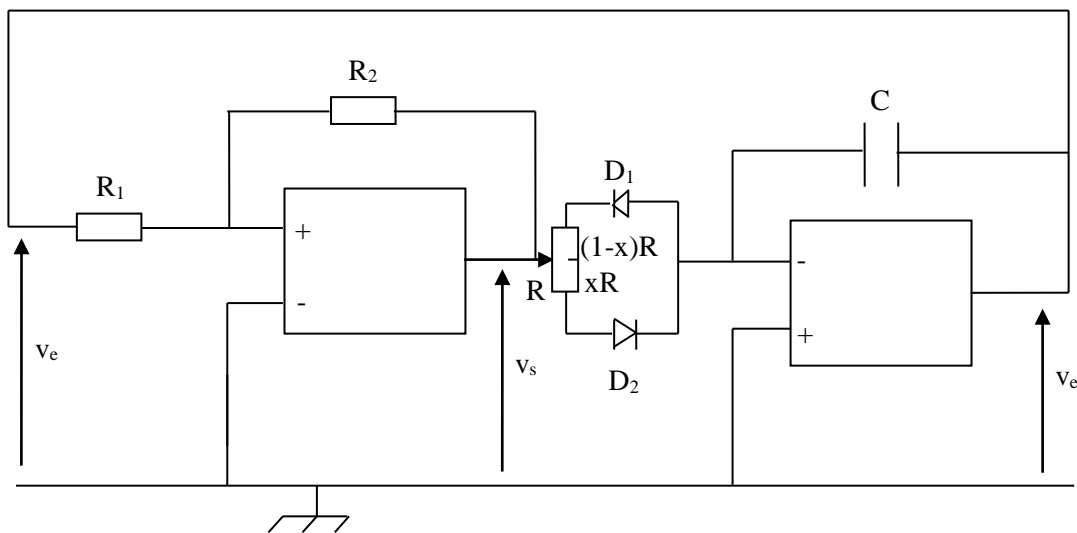 C
R₂
D₁
R₁
+
(1-x)R
-
R
xR
-
+
vₑ
vₛ
D₂
vₑ